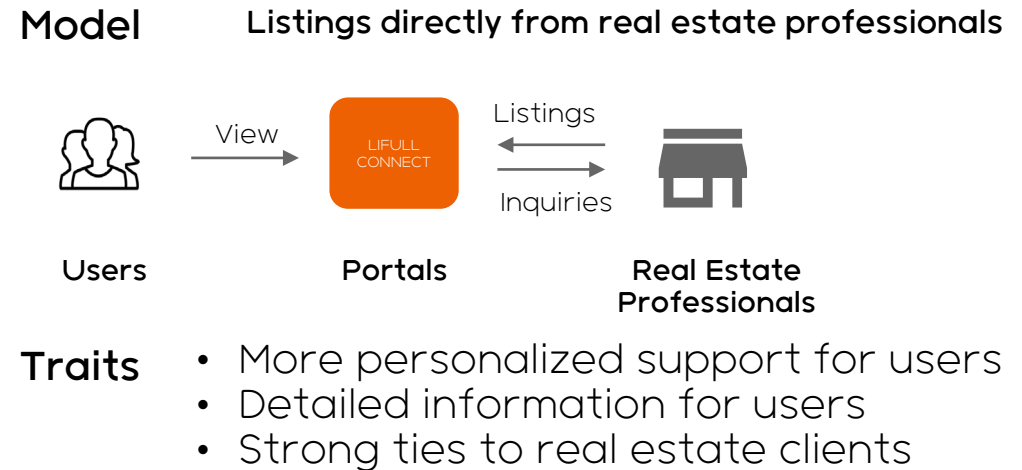 Model
Listings directly from real estate professionals
View
LIFULL
CONNECT
Listings
Inquiries
Users
Portals
Real Estate
Professionals
Traits
• More personalized support for users
• Detailed information for users
• Strong ties to real estate clients